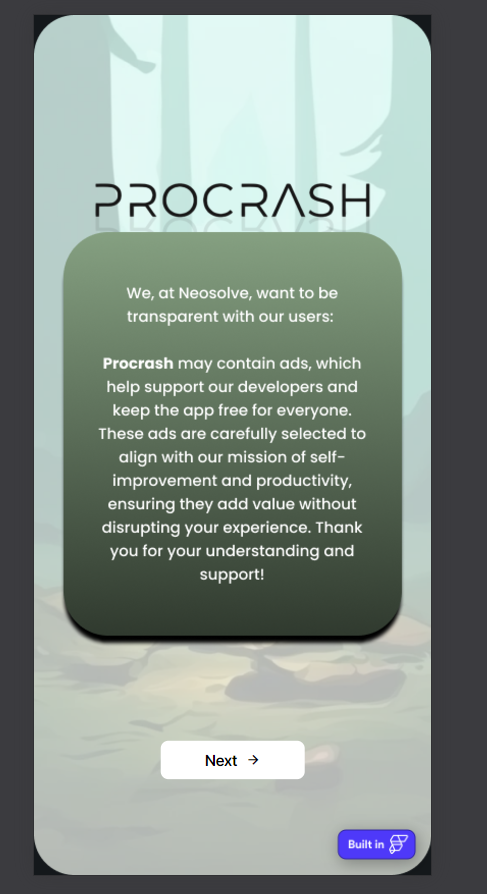 PROCRASH
We, at Neosolve, want to be
transparent with our users:
Procrash may contain ads, which
help support our developers and
keep the app free for everyone.
These ads are carefully selected to
align with our mission of self-
improvement and productivity,
ensuring they add value without
disrupting your experience. Thank
you for your understanding and
support!
Next →
Built in